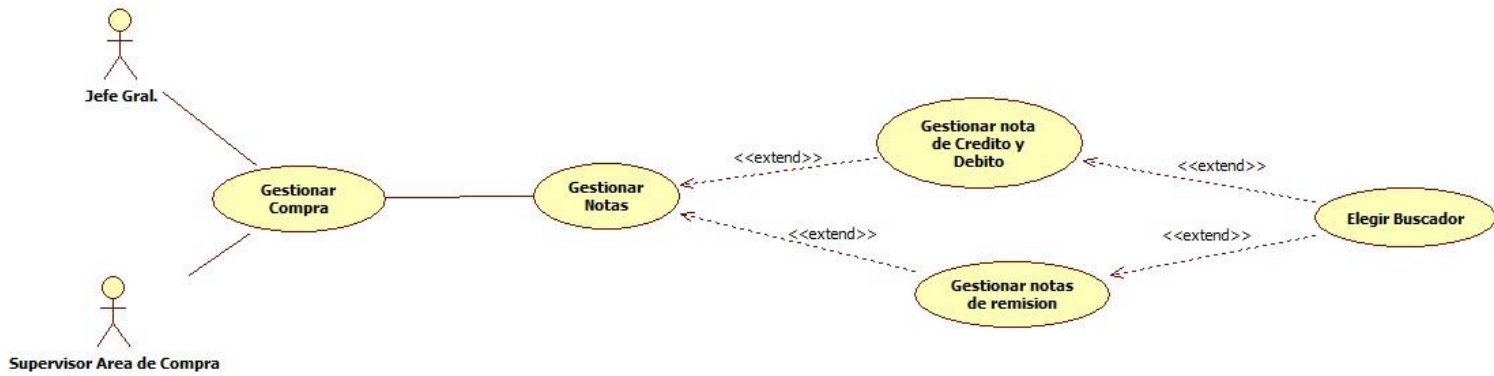 Jefe Gral.
Gestionar
Compra
Supervisor Area de Compra
Gestionar
Notas
<<extend>>
<<extend>>
Gestionar nota
de Credito y
Debito
Gestionar notas
de remision
<<extend>>
<<extend>>
Elegir Buscador